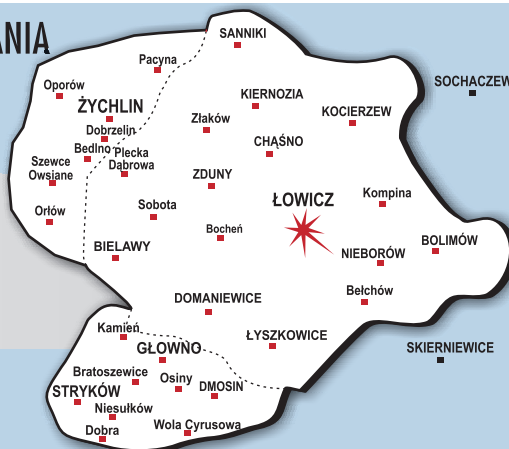 ANIA
SANNIKI
Pacyna
Oporów
SOCHACZEW
KIERNOZIA
ŻYCHLIN
KOCIERZEW
Złaków
Dobrzelin
CHĄŚNO
Bedlno
Plecka
Dąbrowa
Szewce
Owsiane
ZDUNY
ŁOWICZ
Kompina
Sobota
Orłów
Bocheń
BOLIMÓW
BIELAWY
NIEBORÓW
Bełchów
DOMANIEWICE
Kamień
ŁYSZKOWICE
GŁOWNO
SKIERNIEWICE
Bratoszewice
Osiny
DMOSIN
STRYKÓW
Niesułków
Dobra
Wola Cyrusowa